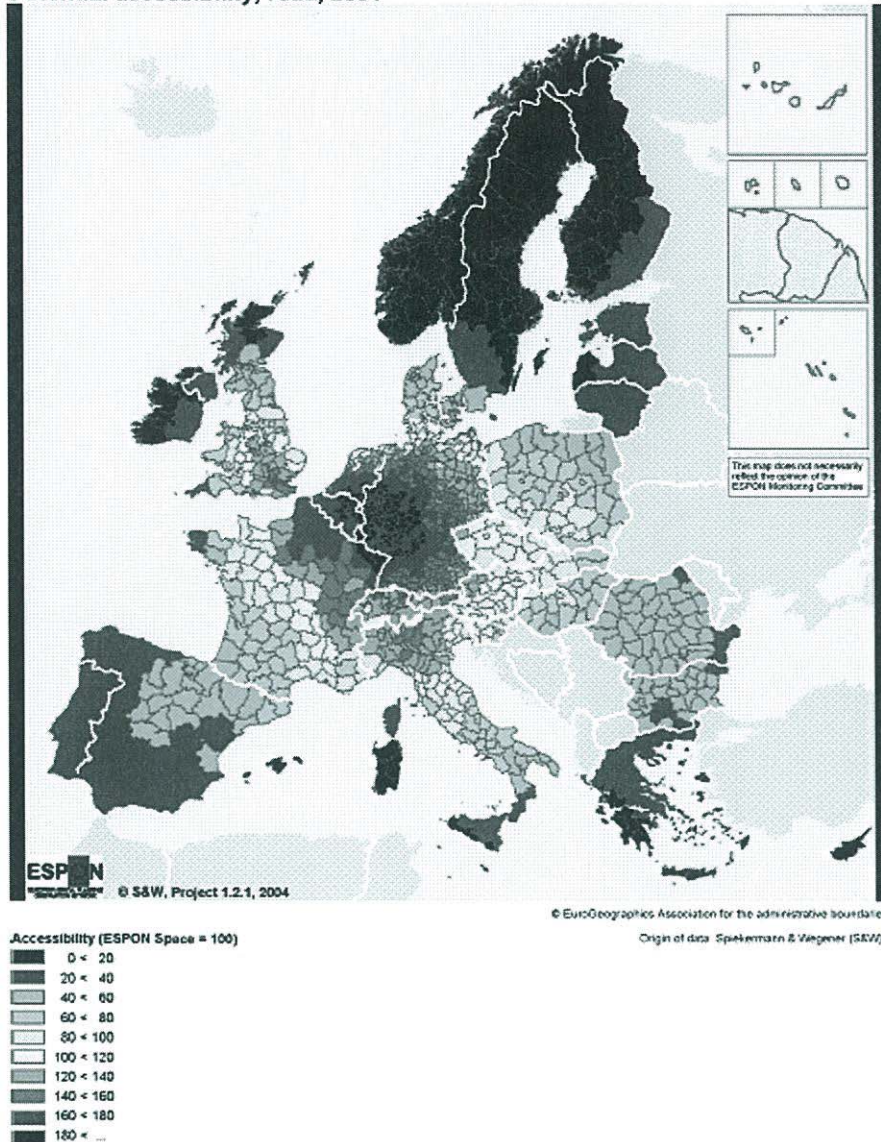 accessibility,
This map does not necessarily
reflect the opinion of the
ESPON Monitoring Committee
ESPON
© S&W, Project 1.2.1, 2004
© EuroGeographics Association for the administrative boundarie
Origin of data: Spiekermann & Wegener (S&W)
Accessibility (ESPON Space = 100)
0 < 20
20 < 40
40 < 60
60 < 80
80 < 100
100 < 120
120 < 140
140 < 160
160 < 180
180 < ...